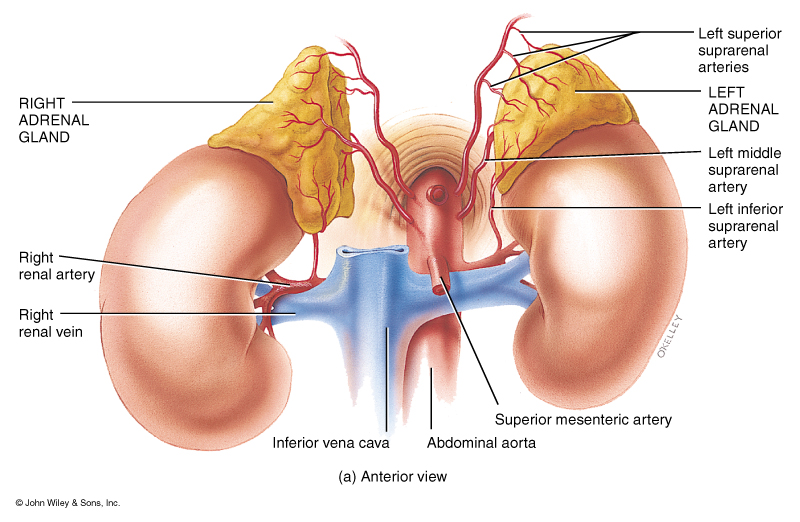 Left superior
suprarenal
arteries
RIGHT
ADRENAL
GLAND
LEFT
ADRENAL
GLAND
Left middle
suprarenal
artery
Left inferior
suprarenal
artery
Right
renal artery
Right
renal vein
O'KELLEY
Superior mesenteric artery
Inferior vena cava
Abdominal aorta
(a) Anterior view
© John Wiley & Sons, Inc.